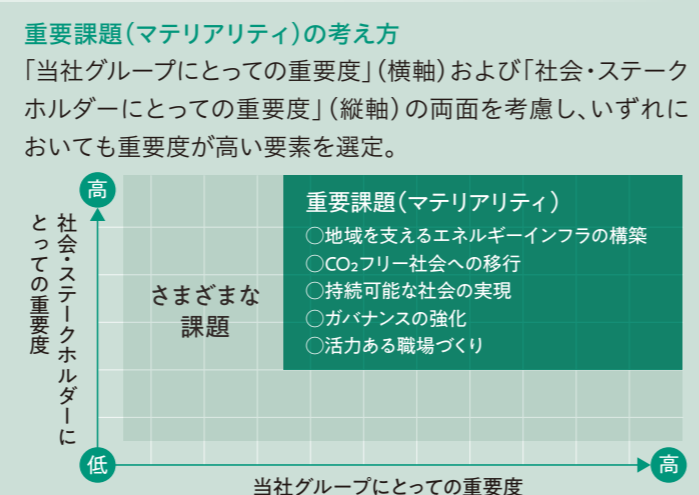 重要課題(マテリアリティ)の考え方
「当社グループにとっての重要度」(横軸)および「社会・ステーク
ホルダーにとっての重要度」(縦軸)の両面を考慮し、いずれに
おいても重要度が高い要素を選定。
高
社会・ステークホルダーに
とっての重要度
さまざまな
課題
重要課題(マテリアリティ)
○地域を支えるエネルギーインフラの構築
○CO₂フリー社会への移行
○持続可能な社会の実現
○ガバナンスの強化
○活力ある職場づくり
低
高
当社グループにとっての重要度